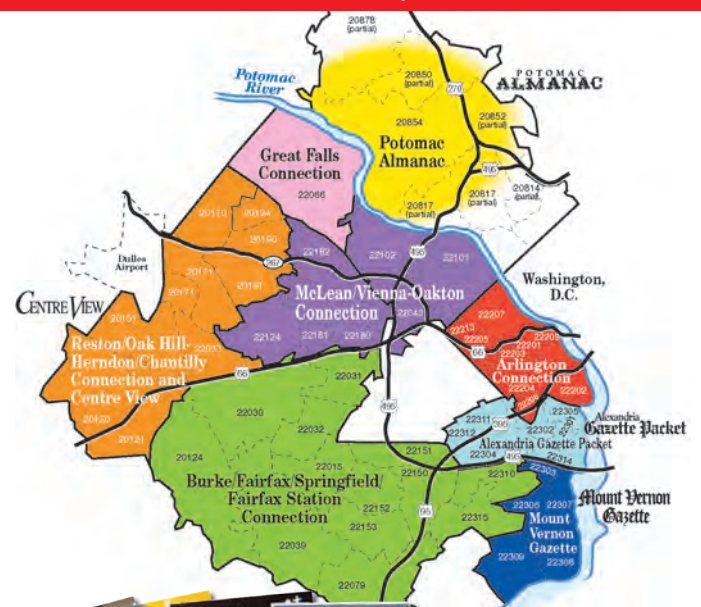 20878
(partial)
POTOMAC
ALMANAC
20850
(partial)
270
Potomac
River
20852
(partial)
20854
Potomac
Almanac
Great Falls
Connection
495
20814
(partial)
20817
(partial)
20817
(partial)
22066
20170
20194
20190
22182
22102
22101
495
Dulles
Airport
267
20171
20191
20171
McLean/Vienna-Oakton
Connection
Washington,
D.C.
CENTRE VIEW
20151
22207
22043
22213
22205
22124
22181
22180
22033
Reston/Oak Hill-
Herndon/Chantilly
Connection and
Centre View
66
66
22201
22203
Arlington
Connection
22204
22202
22206
22031
20120
20121
22030
22032
495
395
22311
22312
22302
22305
22301
Alexandria
Gazette Packet
Alexandria Gazette Packet
22304
22314
495
20124
22151
22015
22150
22310
22303
Burke/Fairfax/Springfield/
Fairfax Station
Connection
Mount Vernon
Gazette
22152
22153
95
22315
22306
22307
Mount
Vernon
Gazette
22039
22309
22308
22079